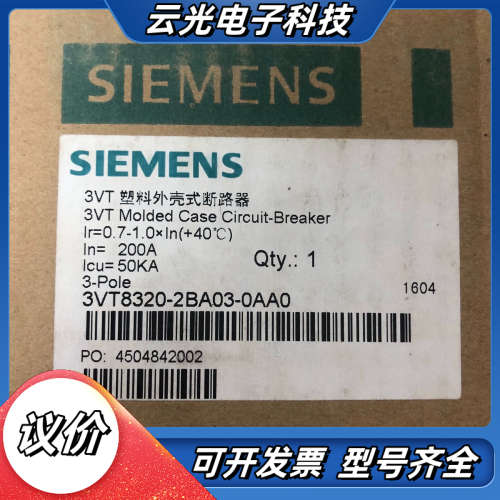 云光电子科技
SIEMENS
SIEMENS
3VT 塑料外壳式断路器
3VT Molded Case Circuit-Breaker
Ir=0.7-1.0×In(+40℃)
In= 200A
Icu= 50KA
Qty.: 1
3-Pole
3VT8320-2BA03-0AA0
1604
PO: 4504842002
议价
可开发票 型号齐全